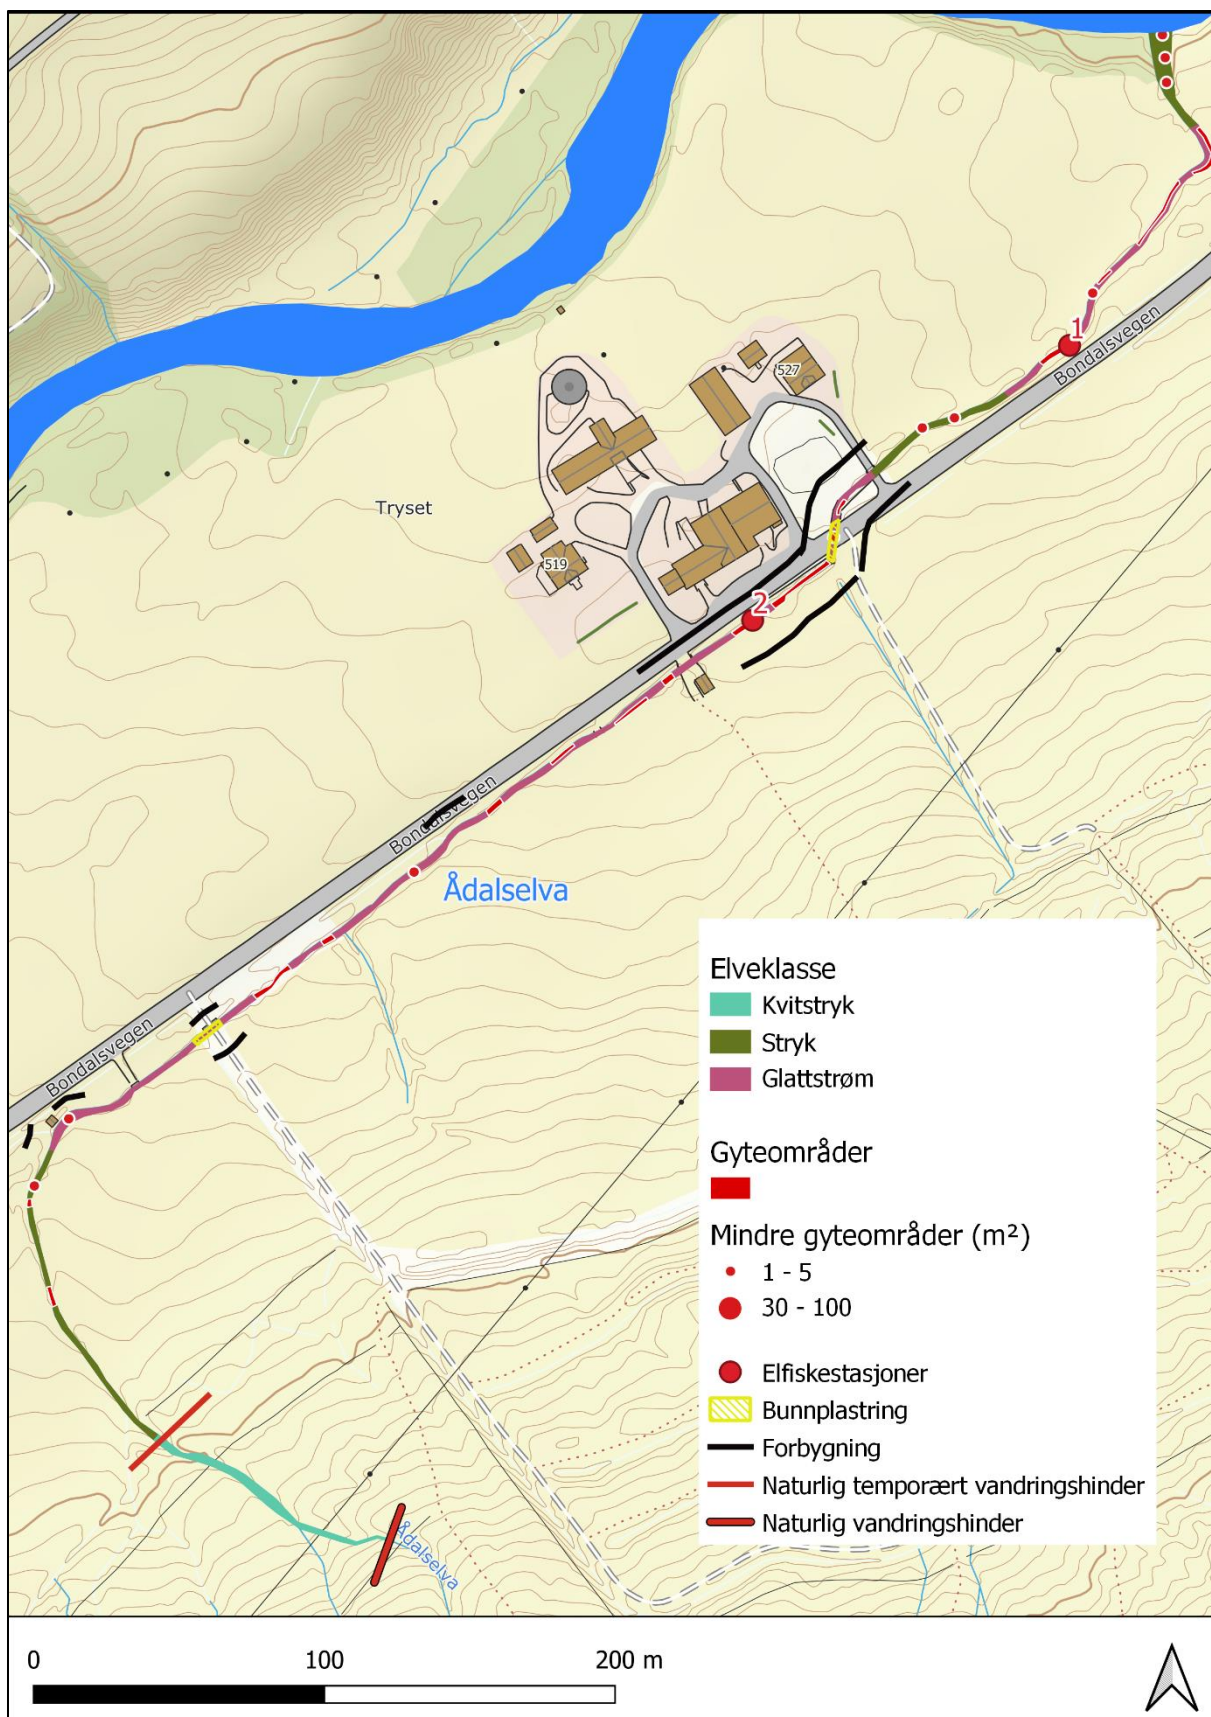 1
Bondalsvegen
527
Tryset
519
2
Bondalsvegen
Ådalselva
Bondalsvegen
Elveklasse
Kvitstryk
Stryk
Glattstrøm
Gyteområder
Mindre gyteområder (m²)
1 - 5
30 - 100
Elfiskestasjoner
Bunnplastring
Forbygning
Naturlig temporært vandringshinder
Naturlig vandringshinder
Ådalselva
0 100 200 m